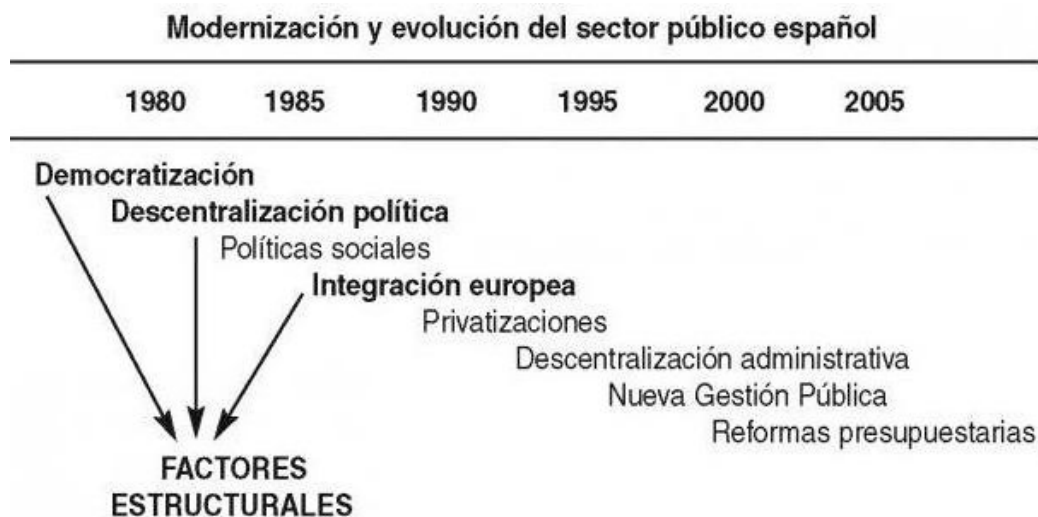 Modernización y evolución del sector público español
1980 1985 1990 1995 2000 2005
Democratización
Descentralización política
Políticas sociales
Integración europea
Privatizaciones
Descentralización administrativa
Nueva Gestión Pública
Reformas presupuestarias
FACTORES
ESTRUCTURALES